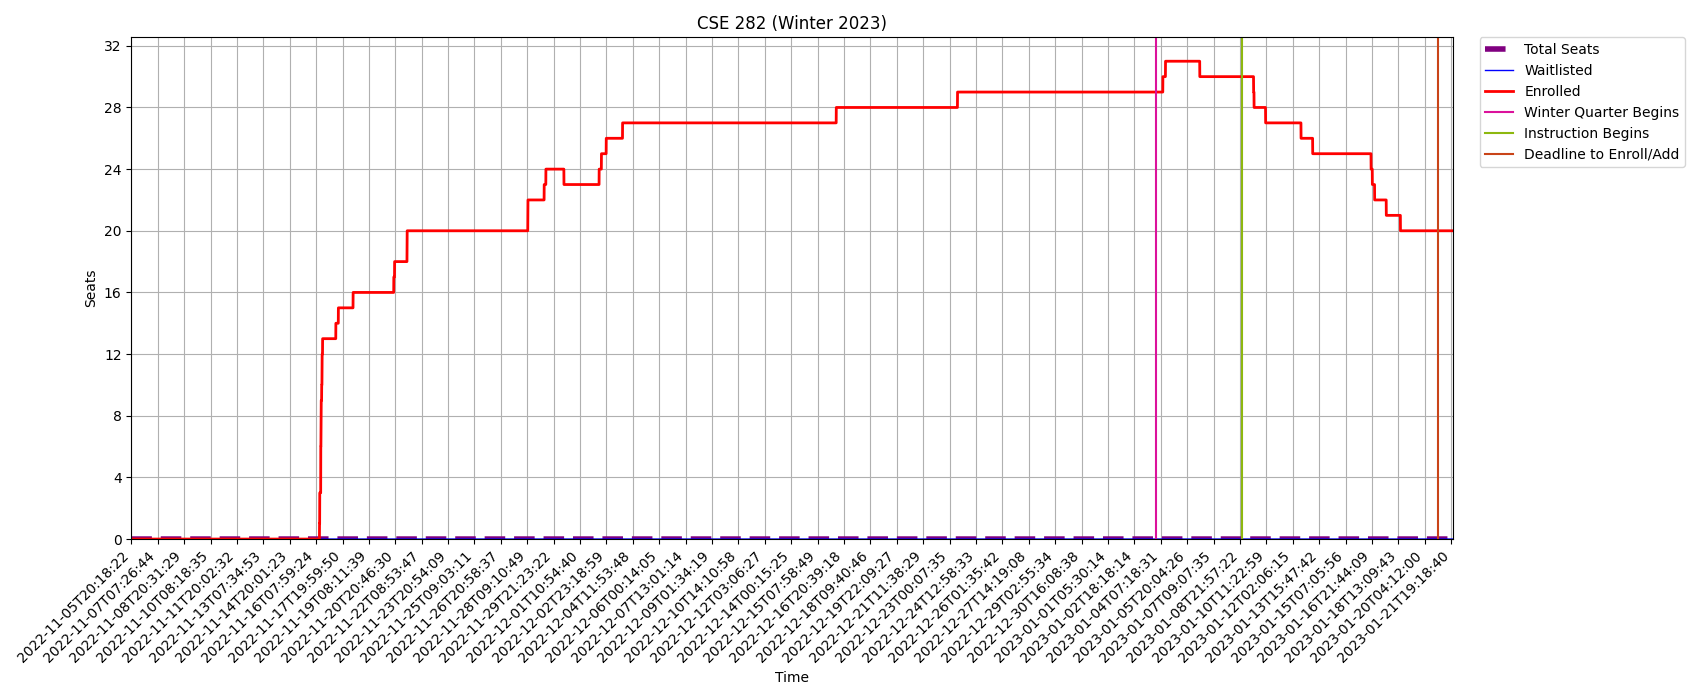 CSE 282 (Winter 2023)
Total Seats
Waitlisted
Enrolled
Winter Quarter Begins
Instruction Begins
Deadline to Enroll/Add
Seats
32
28
24
20
16
12
8
4
0
2022-11-05T20:18:22
2022-11-07T07:26:44
2022-11-08T20:31:29
2022-11-10T08:18:35
2022-11-11T20:02:32
2022-11-13T07:34:53
2022-11-14T20:01:23
2022-11-16T07:59:24
2022-11-17T19:59:50
2022-11-19T08:11:39
2022-11-20T20:46:30
2022-11-22T08:53:47
2022-11-23T20:54:09
2022-11-25T09:03:11
2022-11-26T20:58:37
2022-11-28T09:10:49
2022-11-29T21:23:22
2022-12-01T10:54:40
2022-12-02T23:18:59
2022-12-04T11:53:48
2022-12-06T00:14:05
2022-12-07T13:01:14
2022-12-09T01:34:19
2022-12-10T14:10:58
2022-12-12T03:06:27
2022-12-14T00:15:25
2022-12-15T07:58:49
2022-12-16T20:39:18
2022-12-18T09:40:46
2022-12-19T22:09:27
2022-12-21T11:38:29
2022-12-23T00:07:35
2022-12-24T12:58:33
2022-12-26T01:35:42
2022-12-27T14:19:08
2022-12-29T02:55:34
2022-12-30T16:08:38
2023-01-01T05:30:14
2023-01-02T18:18:14
2023-01-04T07:18:31
2023-01-05T20:04:26
2023-01-07T09:07:35
2023-01-08T21:57:22
2023-01-10T11:22:59
2023-01-12T02:06:15
2023-01-13T15:47:42
2023-01-15T07:05:56
2023-01-16T21:44:09
2023-01-18T13:09:43
2023-01-20T04:12:00
2023-01-21T19:18:40
Time